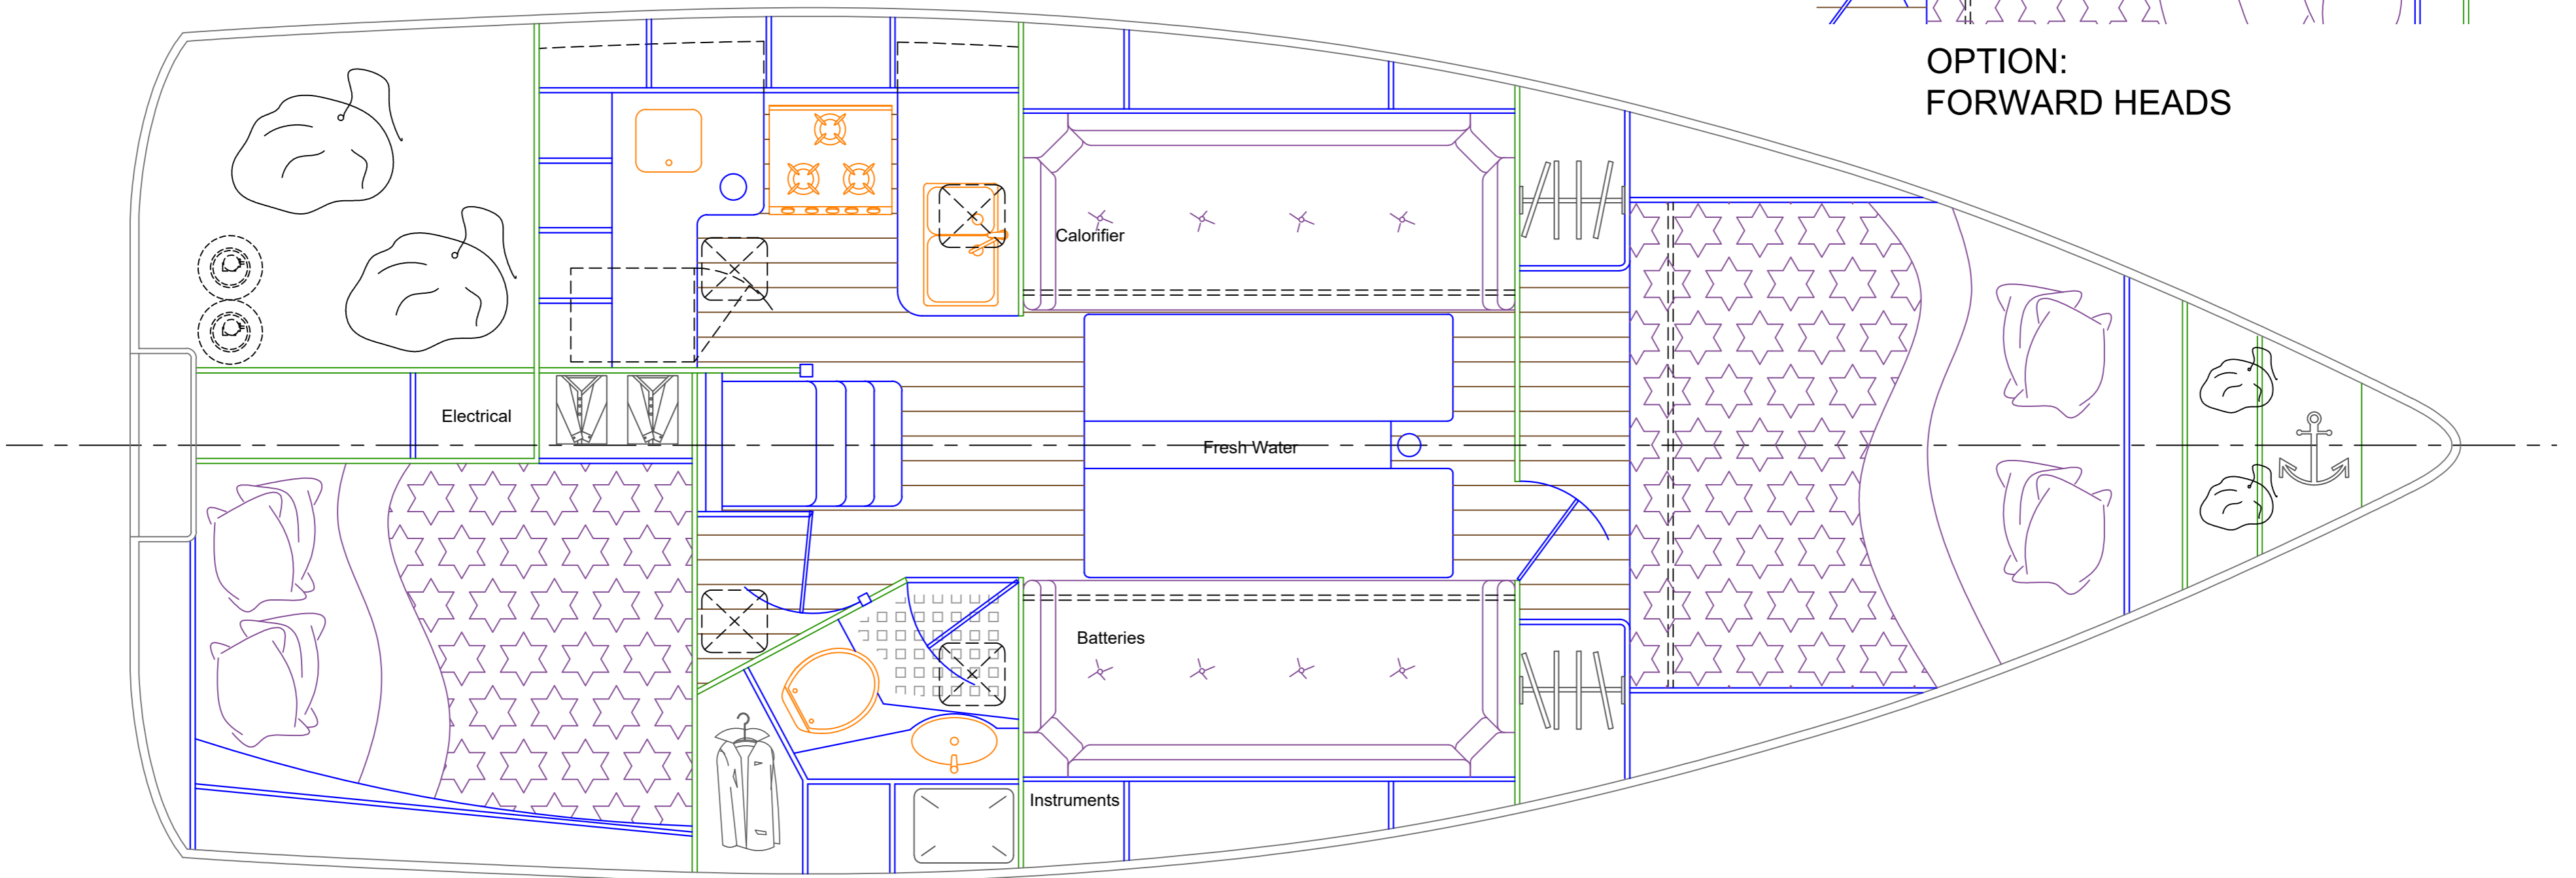 OPTION:
FORWARD HEADS
Calorifier
Electrical
Fresh Water
Batteries
Instruments